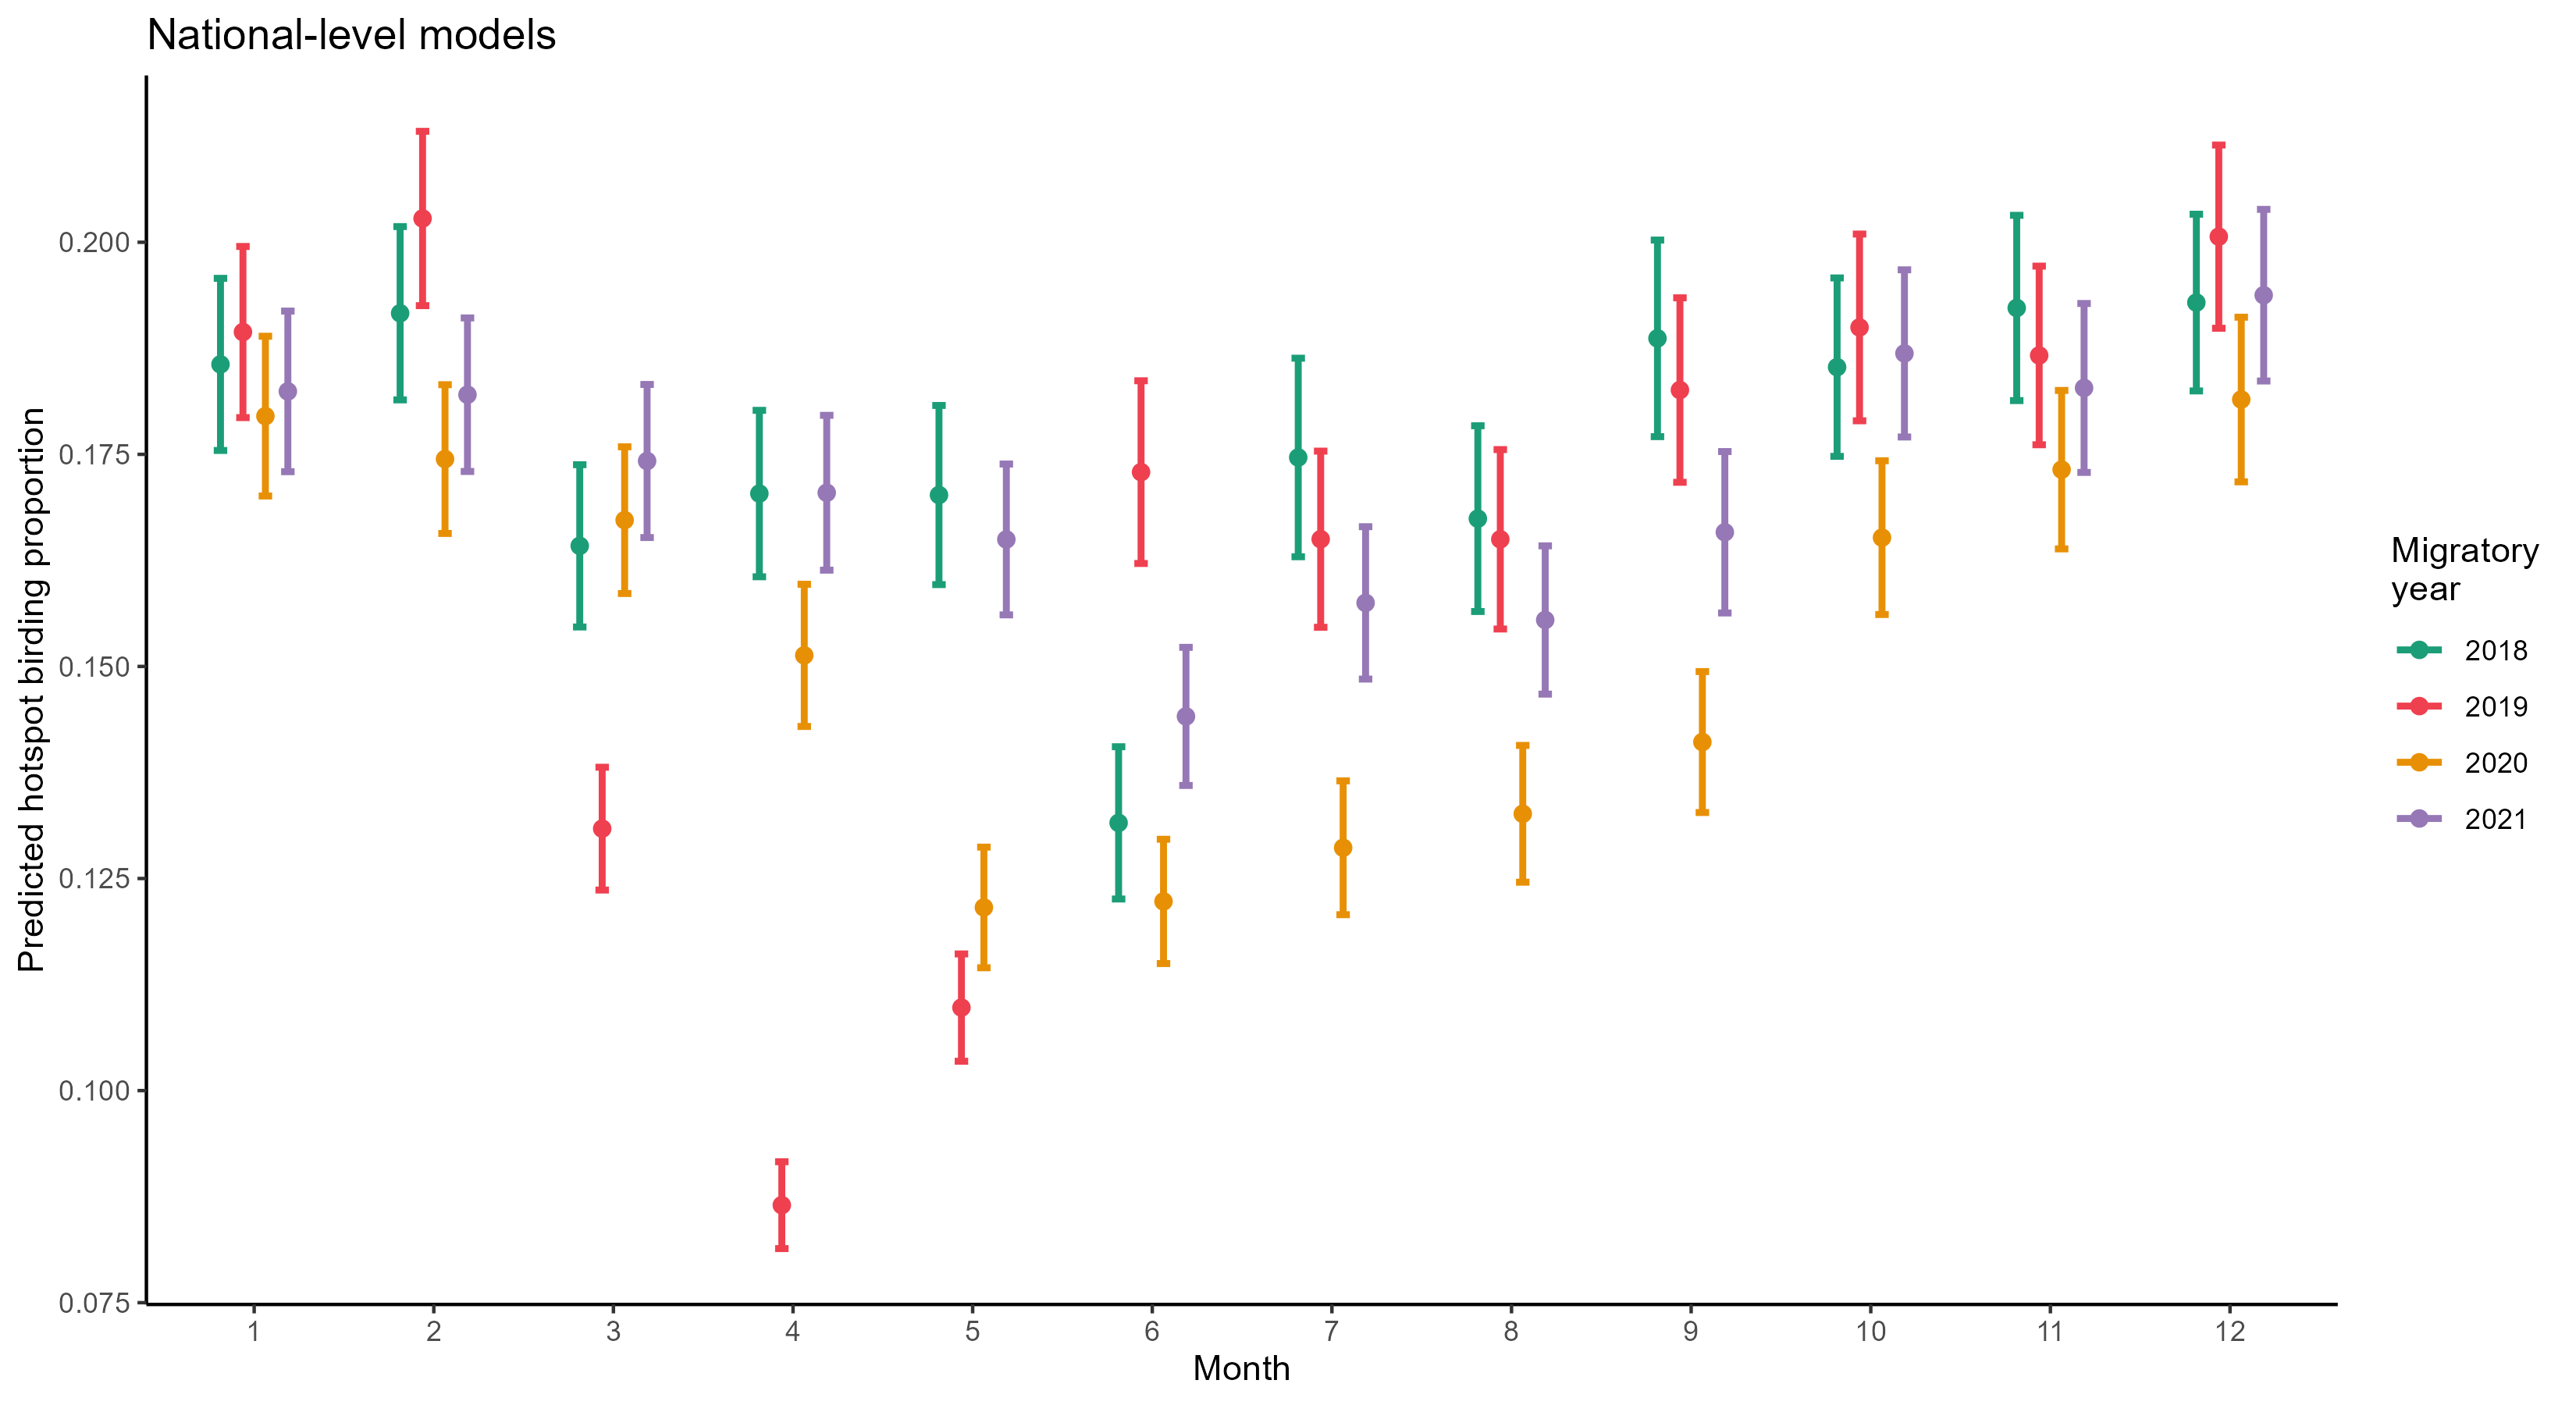 National-level models
Predicted hotspot birding proportion
0.200
0.175
0.150
0.125
0.100
0.075
1 2 3 4 5 6 7 8 9 10 11 12
Month
Migratory
year
2018
2019
2020
2021